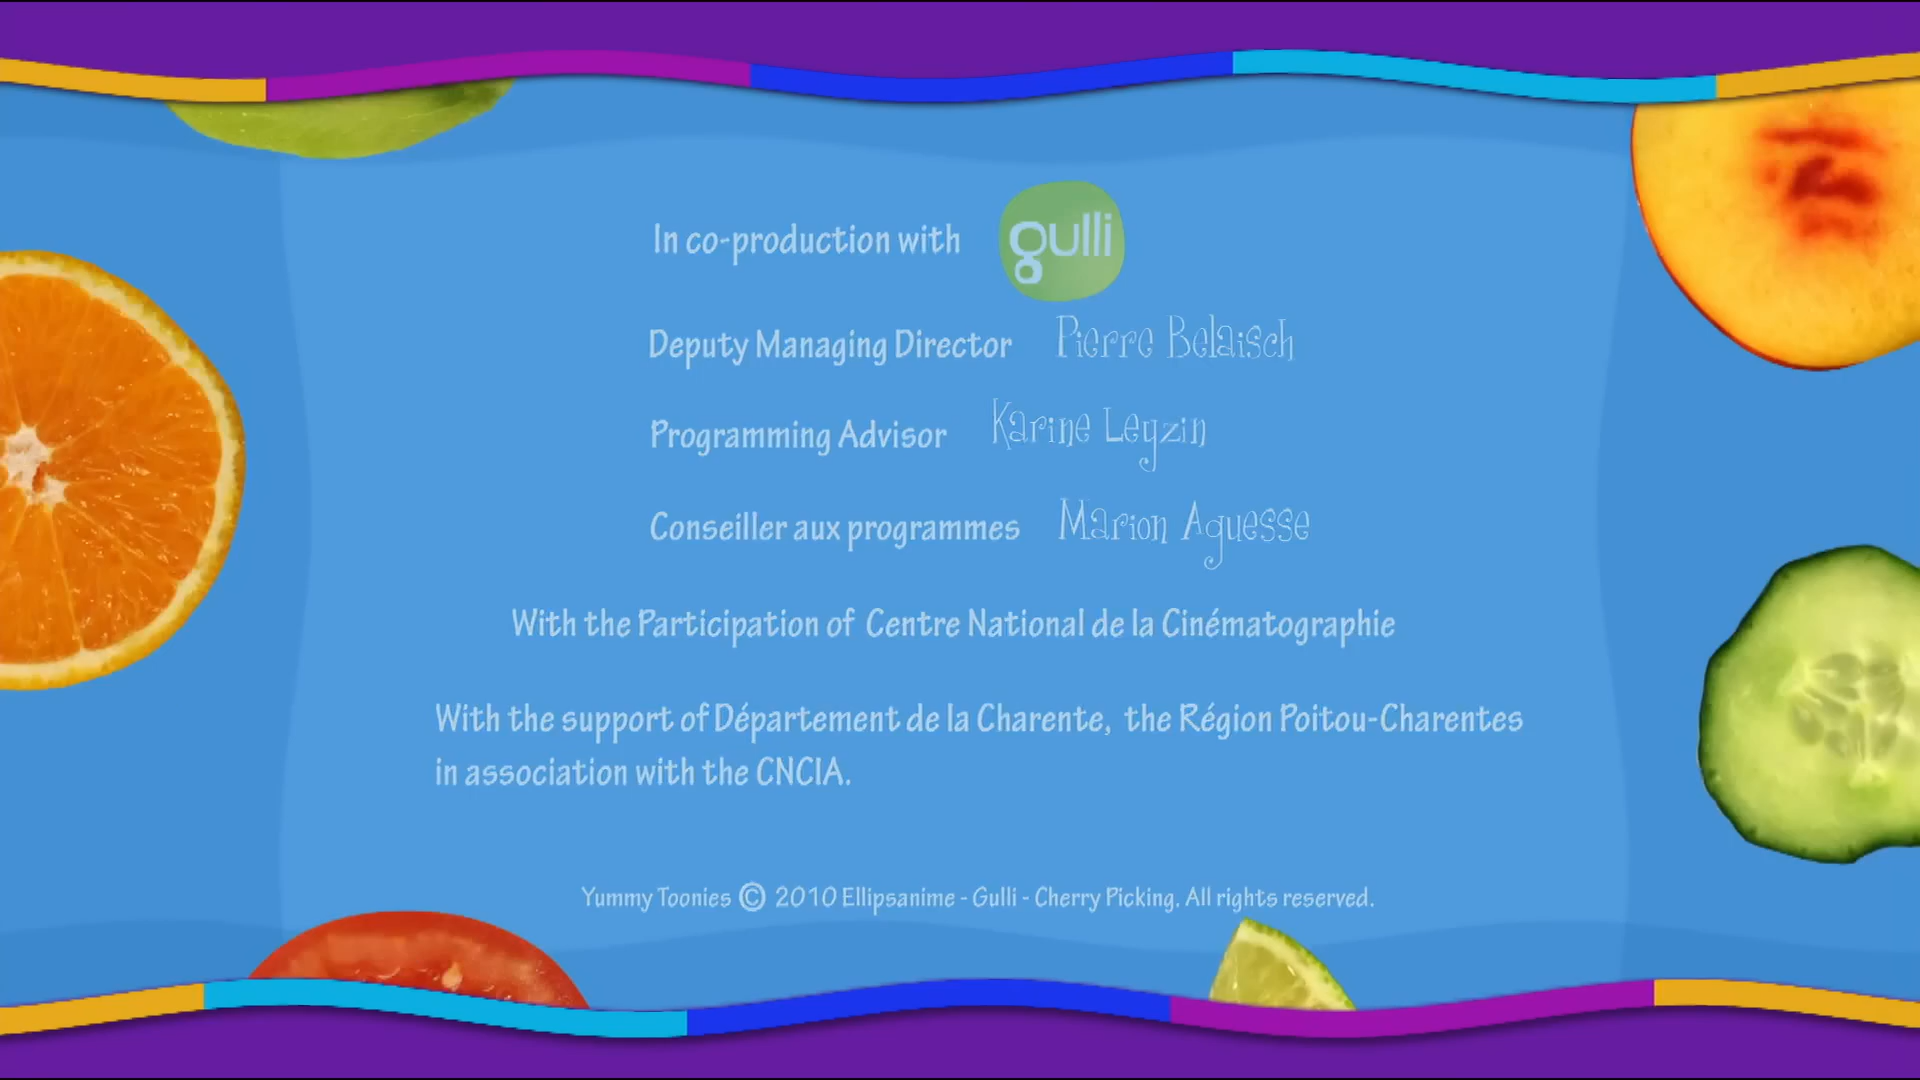 In co-production with gulli
Deputy Managing Director Pierre Belaisch
Programming Advisor Karine Leyzin
Conseiller aux programmes Marion Aguesse
With the Participation of Centre National de la Cinématographie
With the support of Département de la Charente, the Région Poitou-Charentes
in association with the CNCIA.
Yummy Toonies © 2010 Ellipsanime - Gulli - Cherry Picking. All rights reserved.